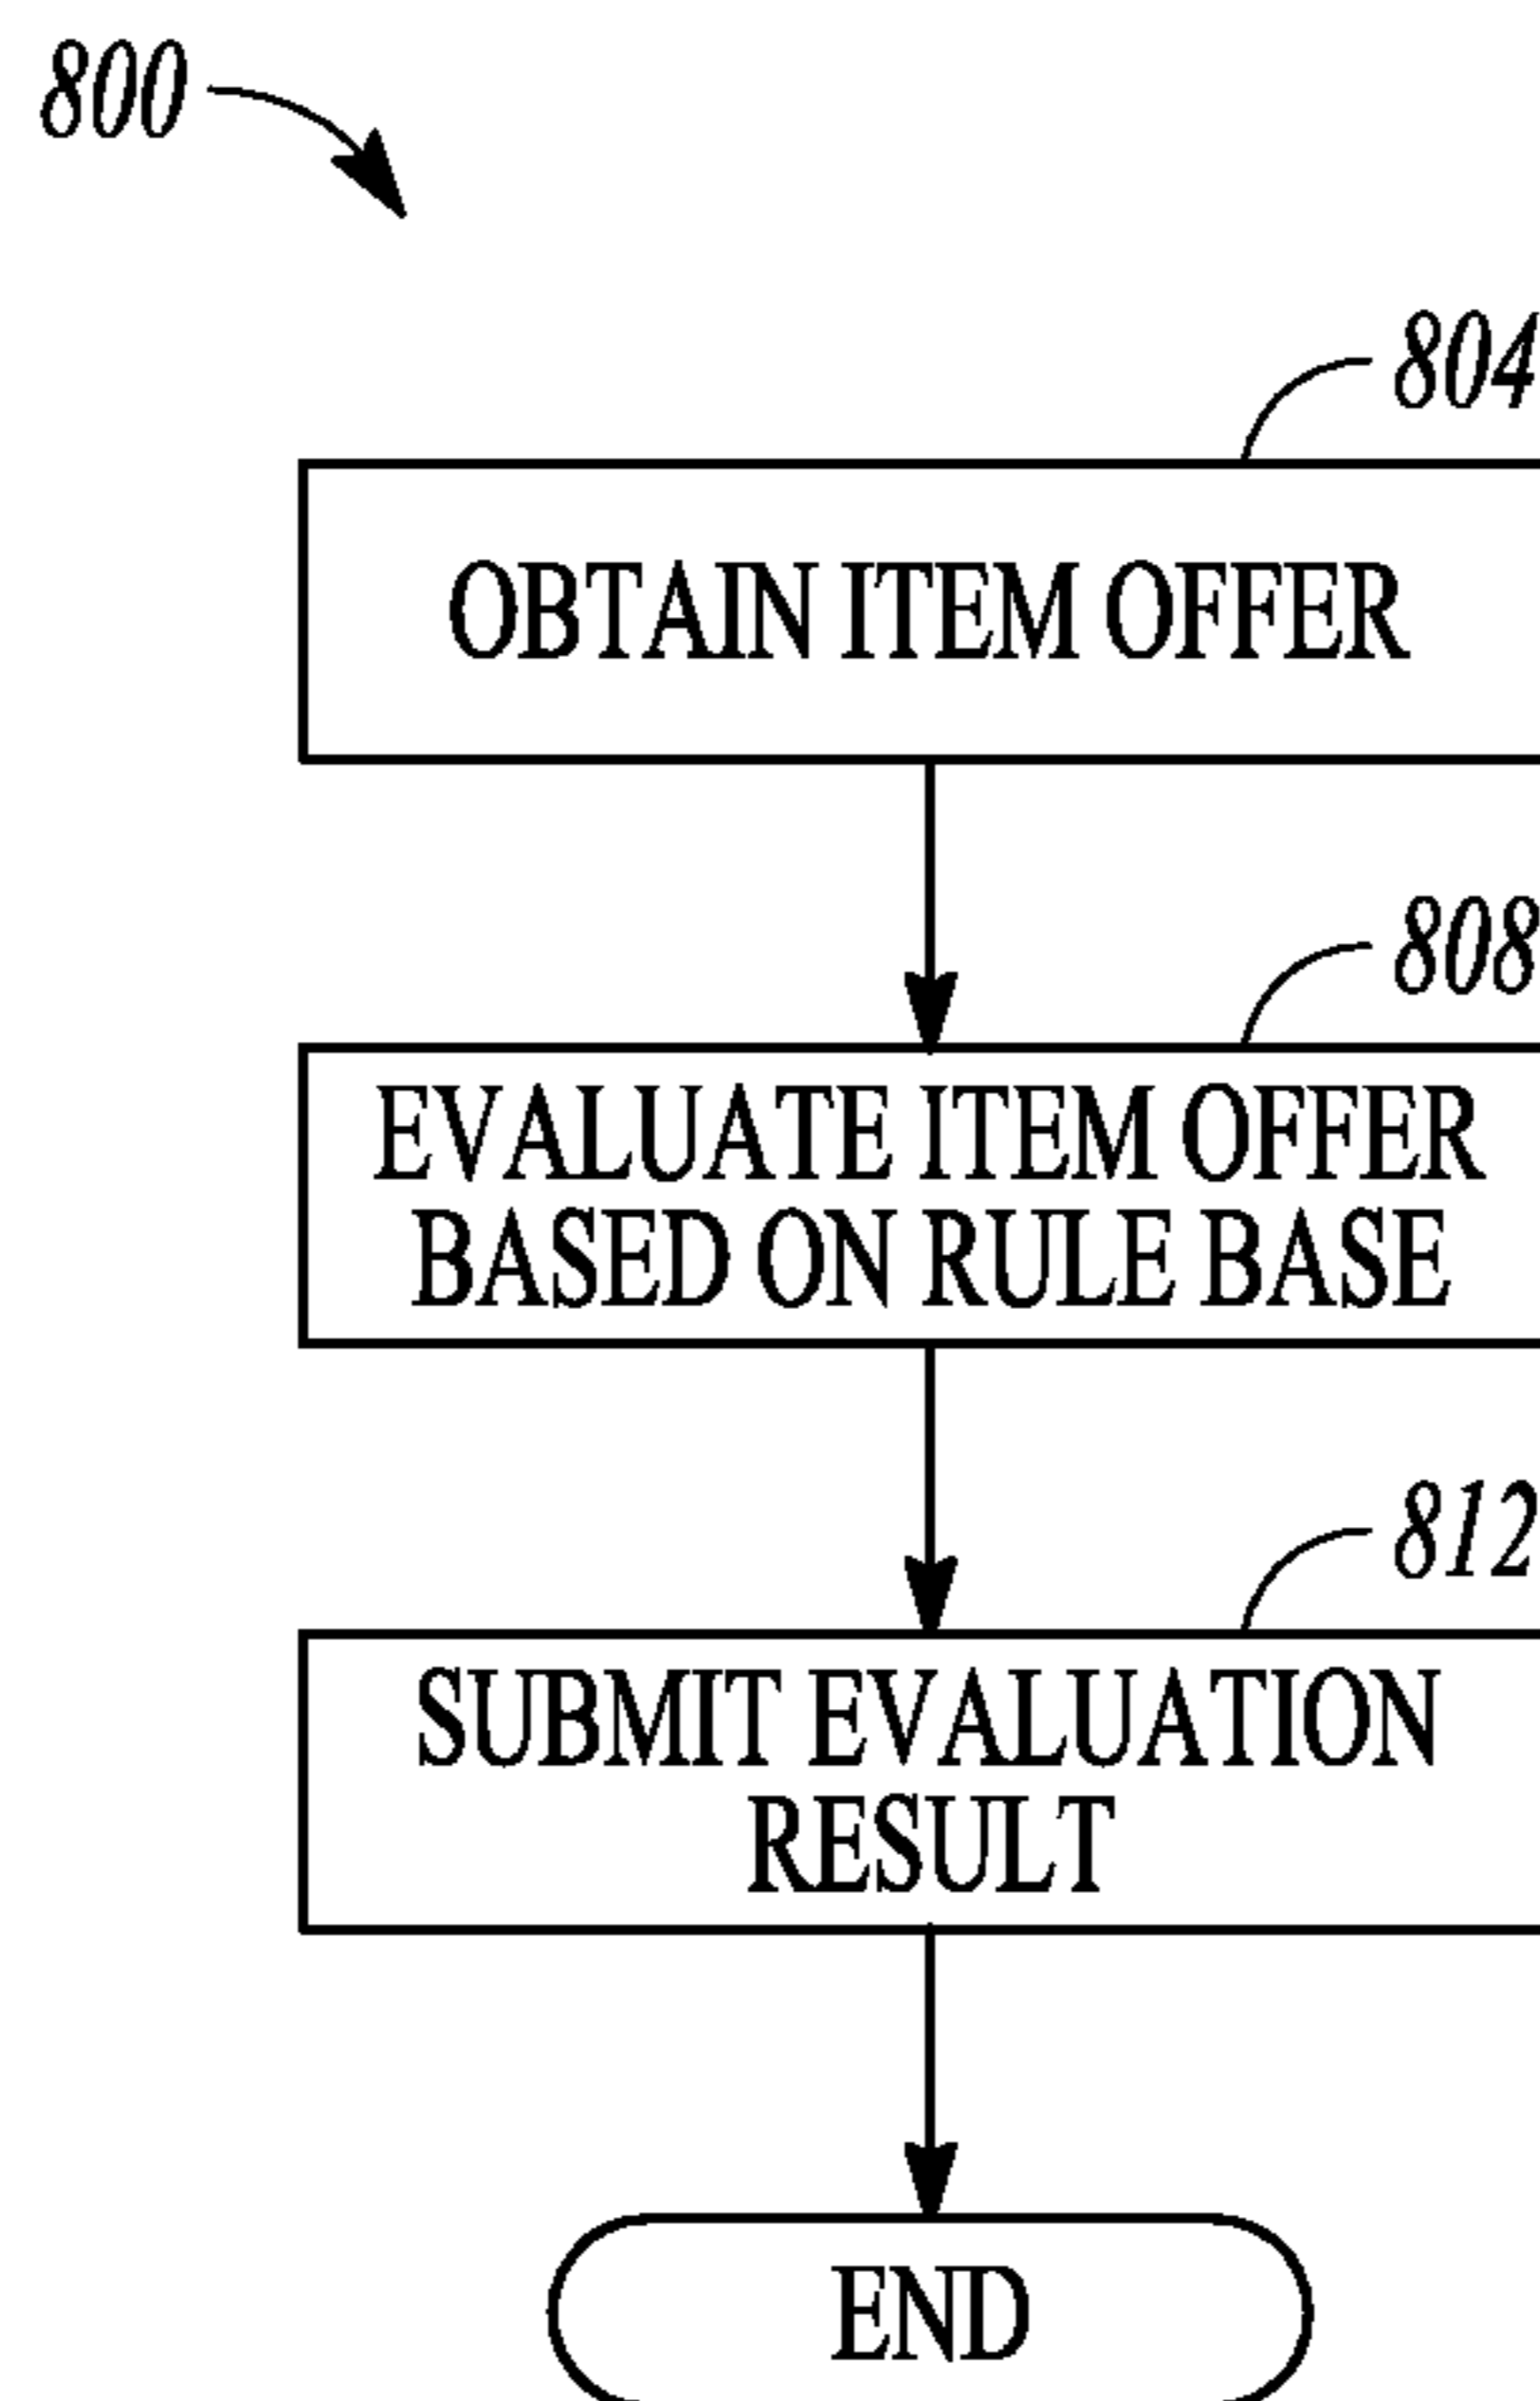 800
804
OBTAIN ITEM OFFER
808
EVALUATE ITEM OFFER
BASED ON RULE BASE
812
SUBMIT EVALUATION
RESULT
END